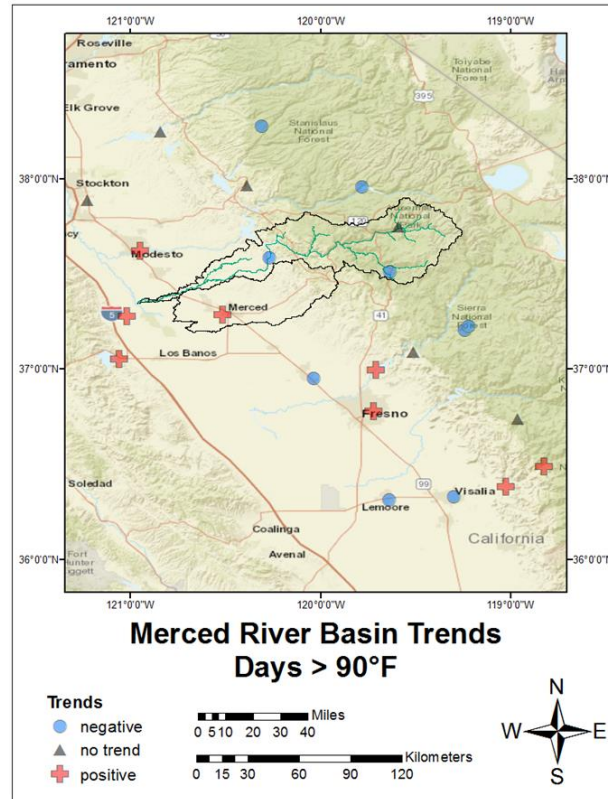 121°0'0"W 120°0'0"W 119°0'0"W
Roseville
Toiyabe
National
Forest
ramento
Elk Grove
395
Stanislaus
National
Forest
38°0'0"N 38°0'0"N
Stockton
National
Modesto
Merced
5
41
Sierra
National
Forest
Los Banos
37°0'0"N 37°0'0"N
Fresno
99
Soledad
Lemoore
Visalia
Coalinga
California
Avenal
36°0'0"N 36°0'0"N
Fort
121°0'0"W 120°0'0"W 119°0'0"W
Merced River Basin Trends
Days > 90°F
Trends
negative
no trend
positive
Miles
0 5 10 20 30 40
Kilometers
0 15 30 60 90 120
N
W E
S